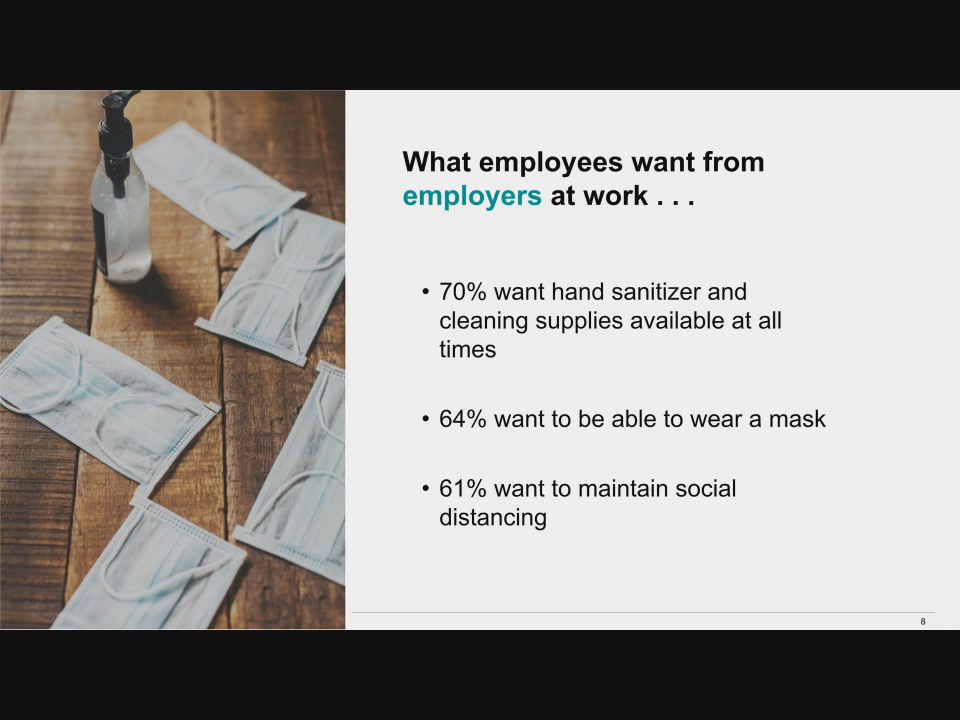 What employees want from
employers at work . . .
• 70% want hand sanitizer and
cleaning supplies available at all
times
• 64% want to be able to wear a mask
• 61% want to maintain social
distancing
8